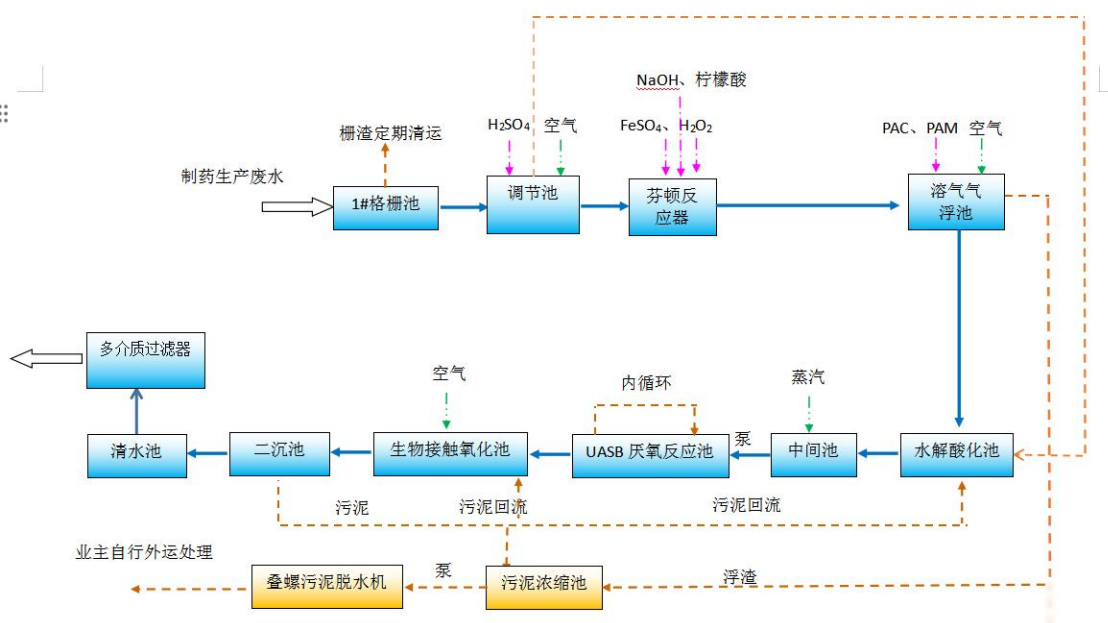 NaOH、柠檬酸
H2SO4 空气
FeSO4、H2O2
PAC、PAM 空气
栅渣定期清运
制药生产废水
1#格栅池
调节池
芬顿反
应器
溶气气
浮池
多介质过滤器
空气
内循环
蒸汽
清水池
二沉池
生物接触氧化池
UASB 厌氧反应池
泵
中间池
水解酸化池
污泥
污泥回流
污泥回流
业主自行外运处理
叠螺污泥脱水机
泵
污泥浓缩池
浮渣